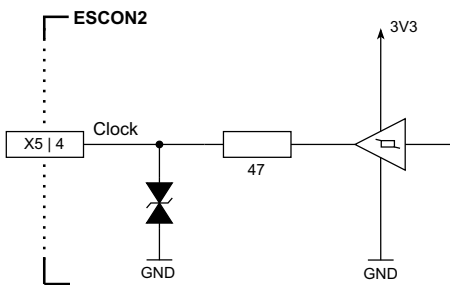 ESCON2
3V3
X5 | 4
Clock
47
GND
GND